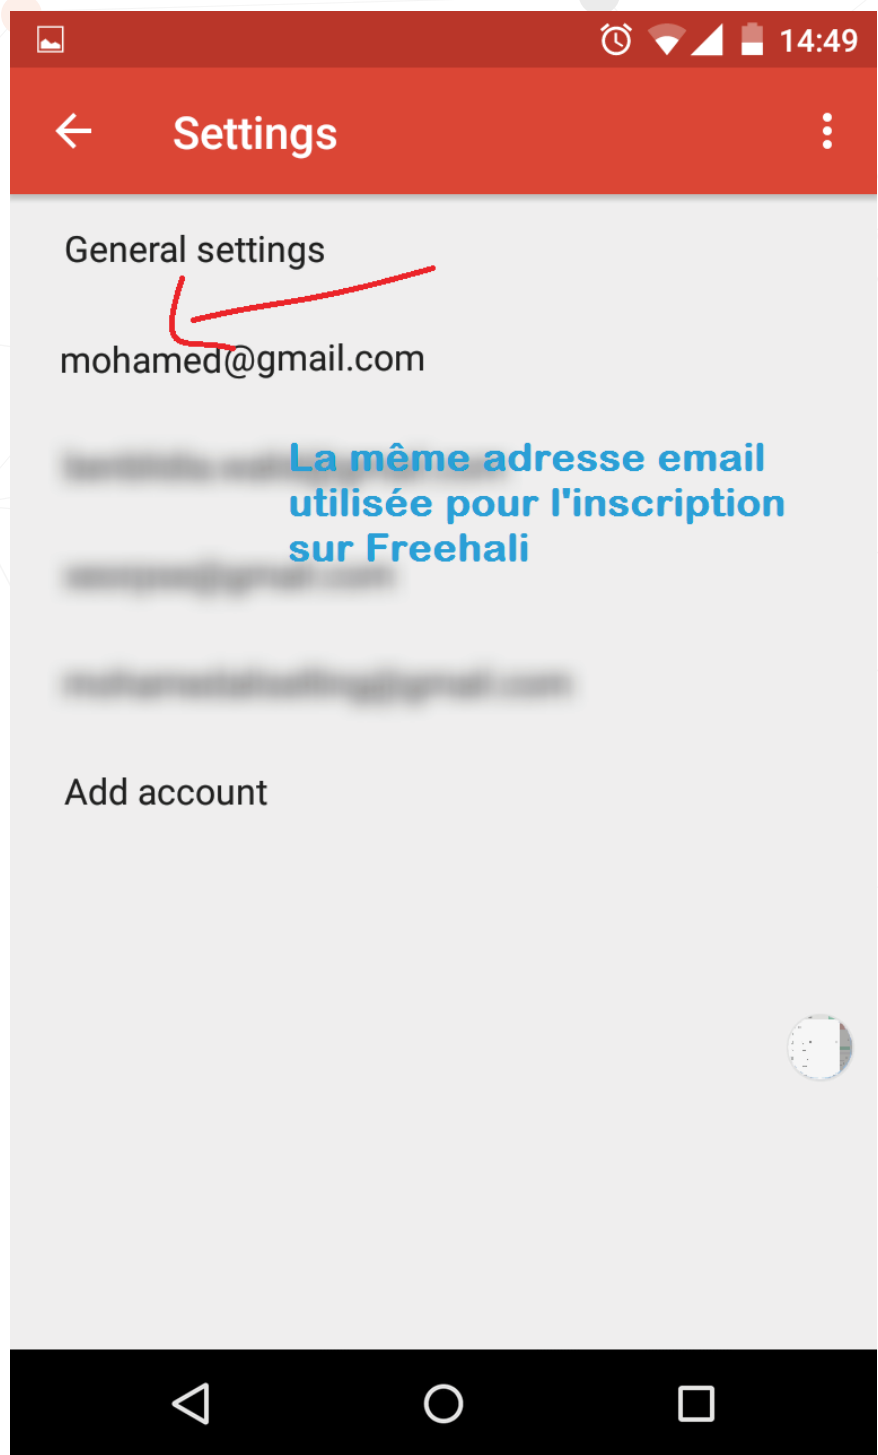 14:49
Settings
General settings
mohamed@gmail.com
La même adresse email
utilisée pour l'inscription
sur Freehali
Add account